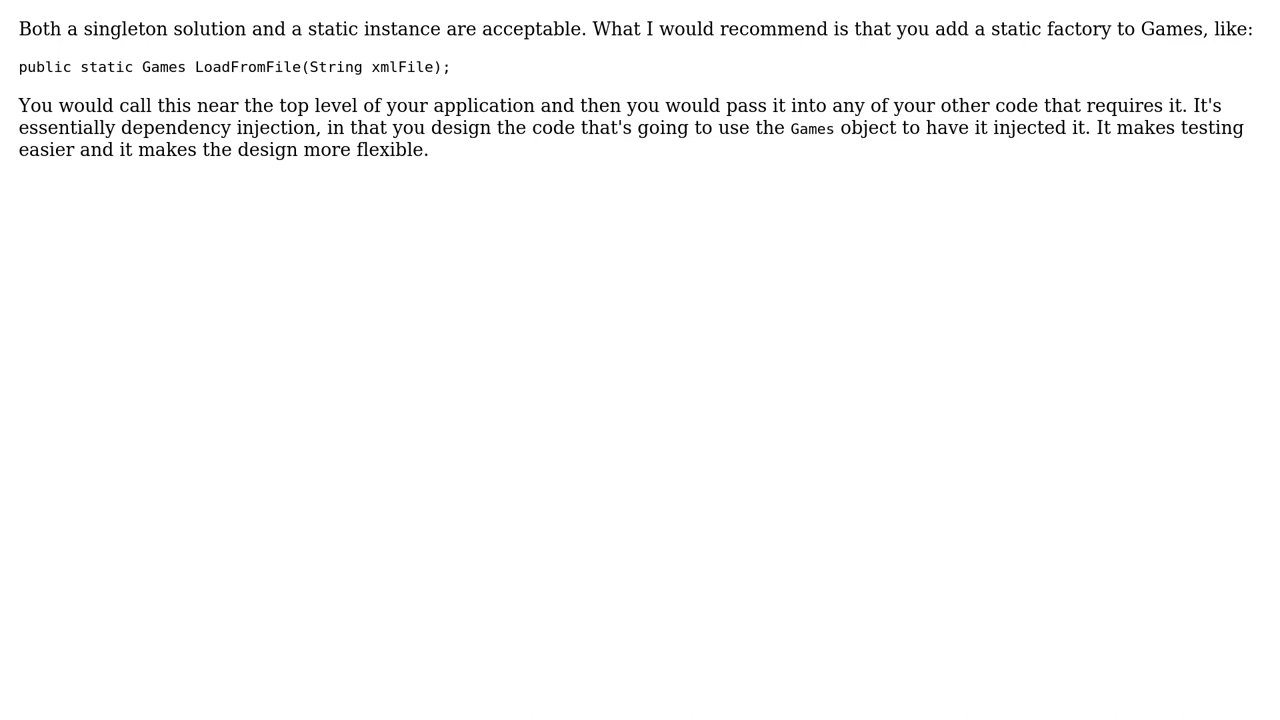 Both a singleton solution and a static instance are acceptable. What I would recommend is that you add a static factory to Games, like:
public static Games LoadFromFile(String xmlFile);
You would call this near the top level of your application and then you would pass it into any of your other code that requires it. It's
essentially dependency injection, in that you design the code that's going to use the Games object to have it injected it. It makes testing
easier and it makes the design more flexible.